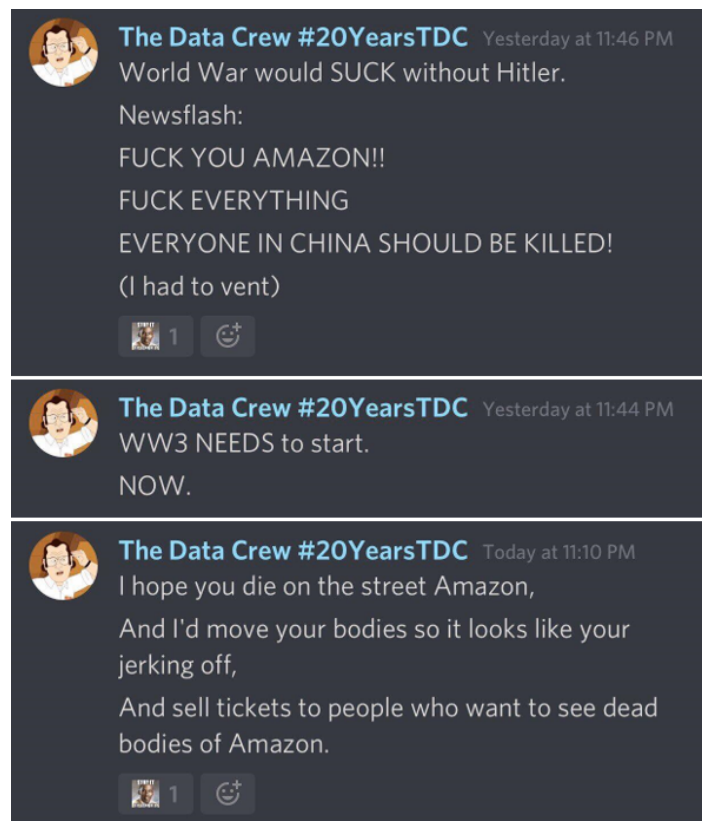 The Data Crew #20YearsTDC Yesterday at 11:46 PM
World War would SUCK without Hitler.
Newsflash:
FUCK YOU AMAZON!!
FUCK EVERYTHING
EVERYONE IN CHINA SHOULD BE KILLED!
(I had to vent)
1
The Data Crew #20YearsTDC Yesterday at 11:44 PM
WW3 NEEDS to start.
NOW.
The Data Crew #20YearsTDC Today at 11:10 PM
I hope you die on the street Amazon,
And I'd move your bodies so it looks like your
jerking off,
And sell tickets to people who want to see dead
bodies of Amazon.
1